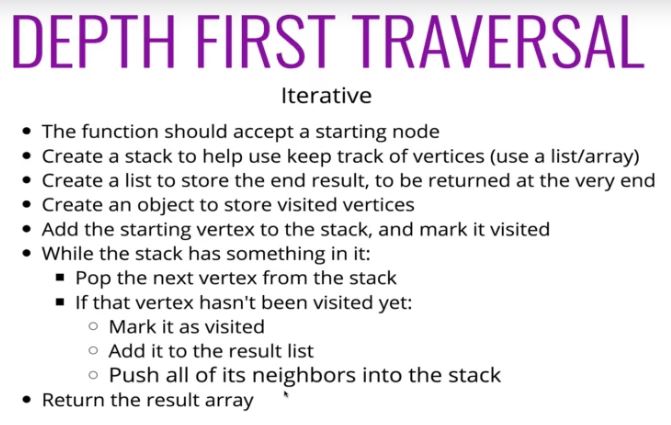 DEPTH FIRST TRAVERSAL
Iterative
• The function should accept a starting node
• Create a stack to help use keep track of vertices (use a list/array)
• Create a list to store the end result, to be returned at the very end
• Create an object to store visited vertices
• Add the starting vertex to the stack, and mark it visited
• While the stack has something in it:
▪ Pop the next vertex from the stack
▪ If that vertex hasn't been visited yet:
○ Mark it as visited
○ Add it to the result list
○ Push all of its neighbors into the stack
• Return the result array